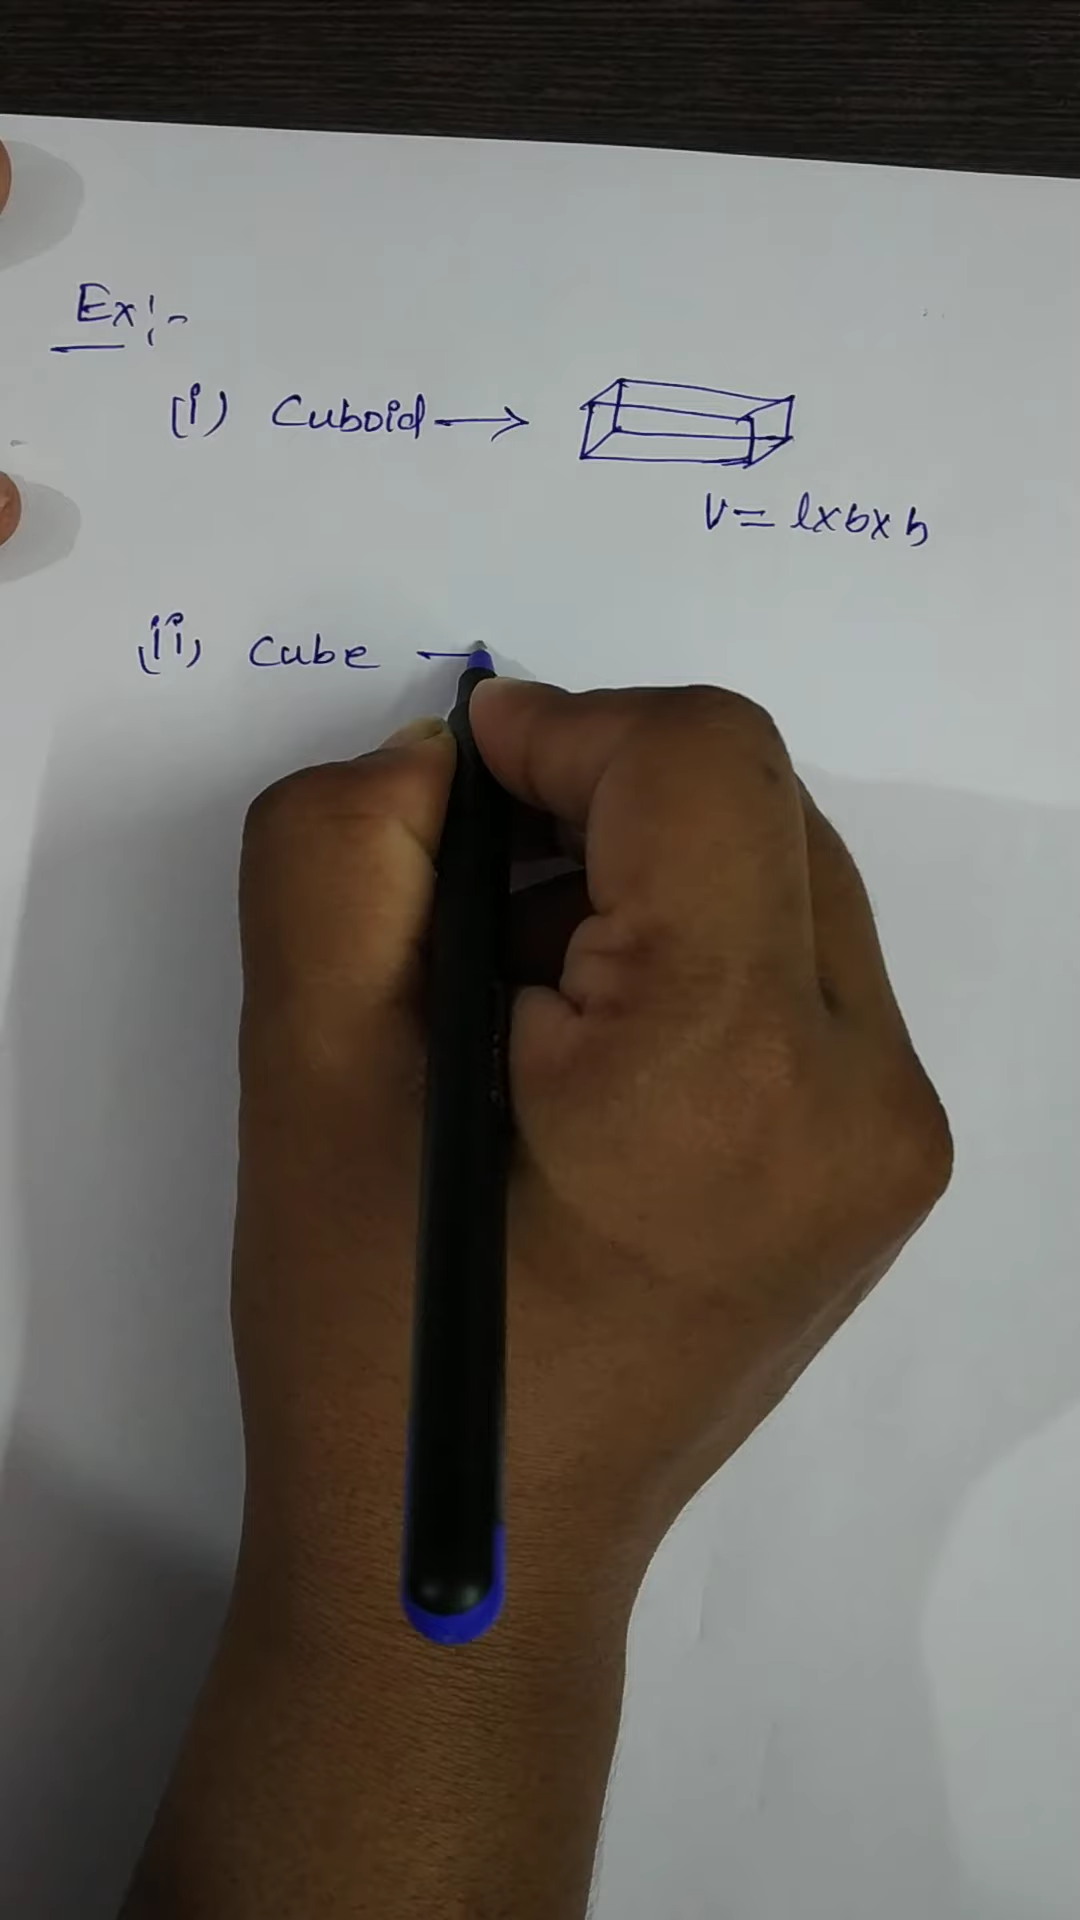 Ex:-
(i) Cuboid →
V = l×b×h
(ii) Cube —